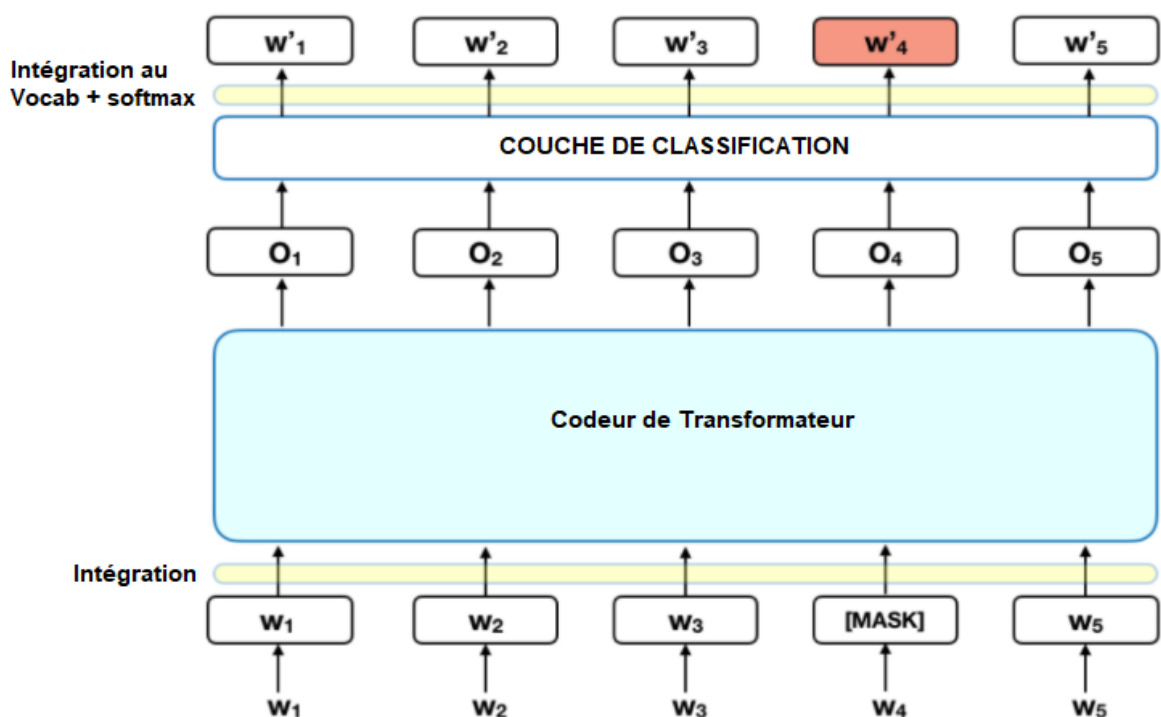 w'1 w'2 w'3 w'4 w'5
Intégration au
Vocab + softmax
COUCHE DE CLASSIFICATION
O1 O2 O3 O4 O5
Codeur de Transformateur
Intégration
W1 W2 W3 [MASK] W5
W1 W2 W3 W4 W5